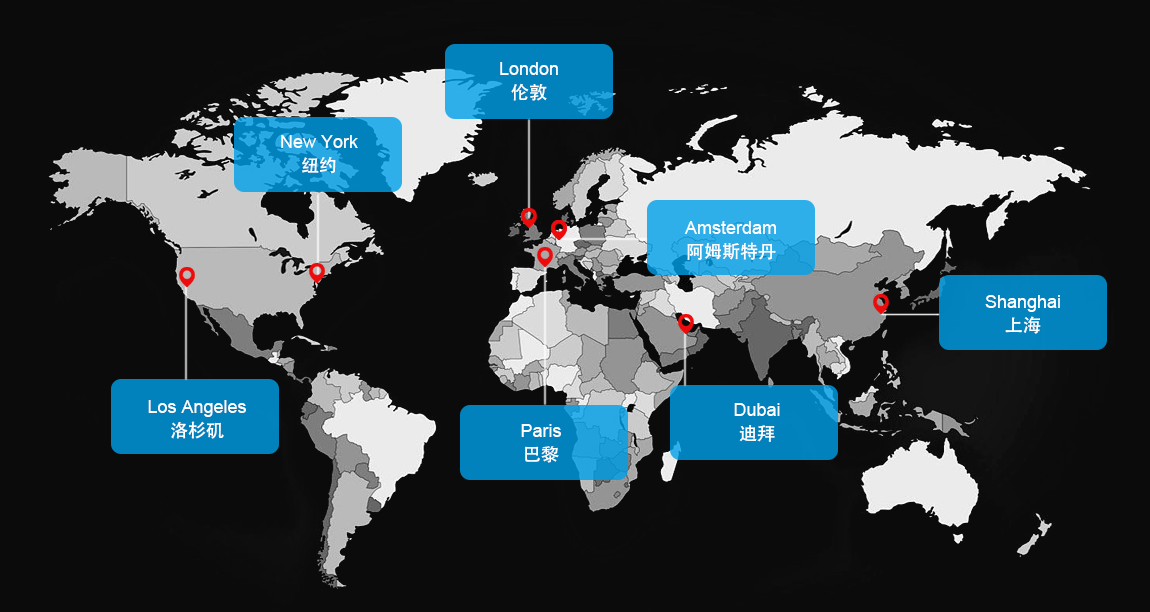 London
伦敦
New York
纽约
Amsterdam
阿姆斯特丹
Shanghai
上海
Los Angeles
洛杉矶
Paris
巴黎
Dubai
迪拜